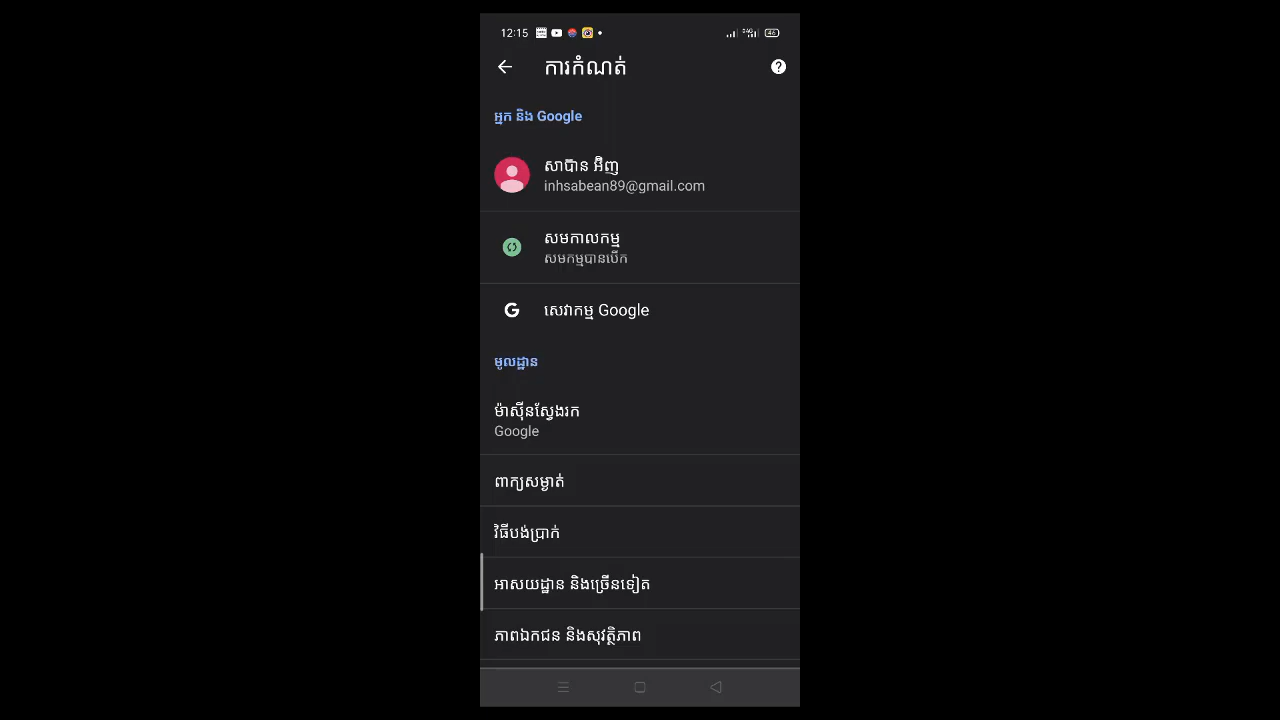 12:15
46
ការកំណត់
អ្នក និង Google
សាប៊ាន អ៊ិញ
inhsabean89@gmail.com
សមកាលកម្ម
សមកម្មបានបើក
សេវាកម្ម Google
មូលដ្ឋាន
ម៉ាស៊ីនស្វែងរក
Google
ពាក្យសម្ងាត់
វិធីបង់ប្រាក់
អាសយដ្ឋាន និងច្រើនទៀត
ភាពឯកជន និងសុវត្ថិភាព